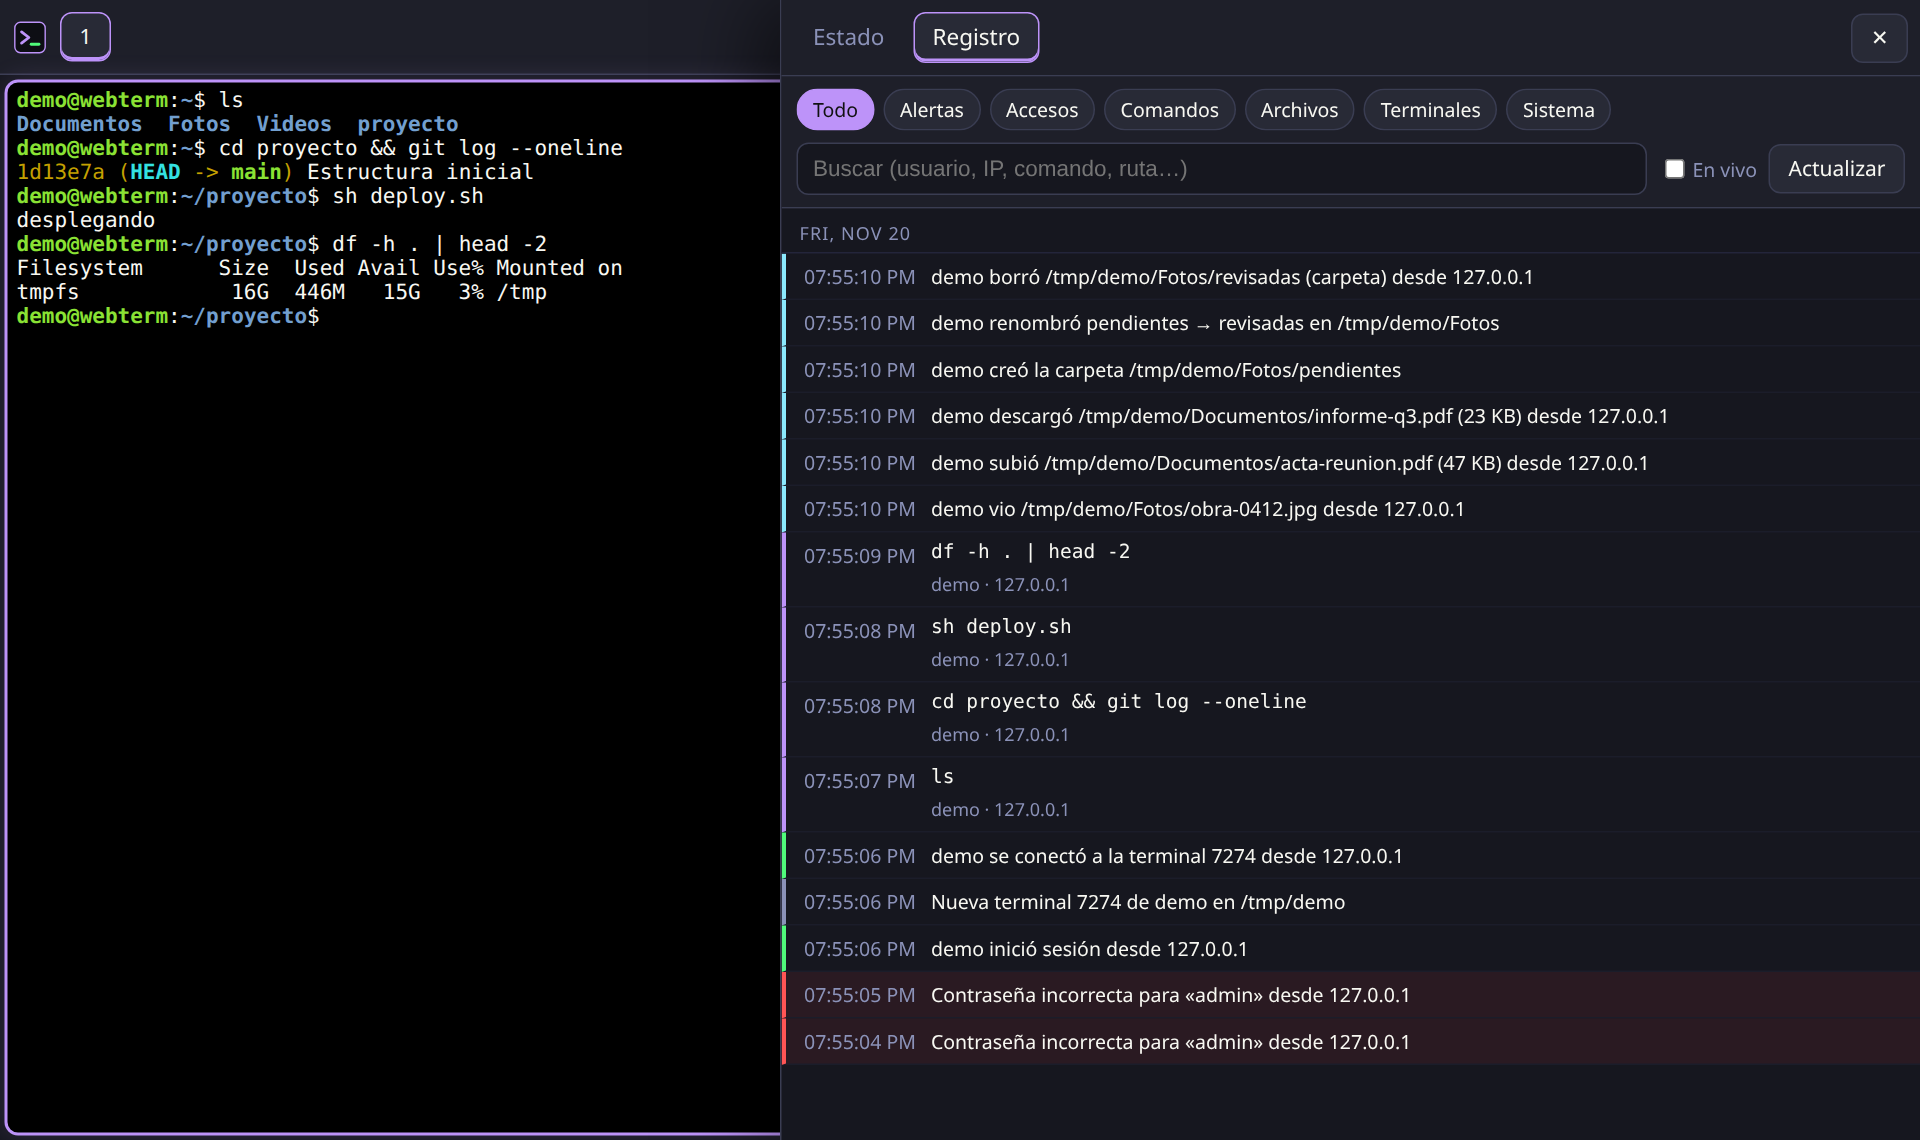 1
demo@webterm:~$ ls
Documentos  Fotos  Videos  proyecto
demo@webterm:~$ cd proyecto && git log --oneline
1d13e7a (HEAD -> main) Estructura inicial
demo@webterm:~/proyecto$ sh deploy.sh
desplegando
demo@webterm:~/proyecto$ df -h . | head -2
Filesystem      Size  Used Avail Use% Mounted on
tmpfs            16G  446M   15G   3% /tmp
demo@webterm:~/proyecto$
Estado Registro ✕
Todo Alertas Accesos Comandos Archivos Terminales Sistema
Buscar (usuario, IP, comando, ruta…) En vivo Actualizar
FRI, NOV 20
07:55:10 PM demo borró /tmp/demo/Fotos/revisadas (carpeta) desde 127.0.0.1
07:55:10 PM demo renombró pendientes → revisadas en /tmp/demo/Fotos
07:55:10 PM demo creó la carpeta /tmp/demo/Fotos/pendientes
07:55:10 PM demo descargó /tmp/demo/Documentos/informe-q3.pdf (23 KB) desde 127.0.0.1
07:55:10 PM demo subió /tmp/demo/Documentos/acta-reunion.pdf (47 KB) desde 127.0.0.1
07:55:10 PM demo vio /tmp/demo/Fotos/obra-0412.jpg desde 127.0.0.1
07:55:09 PM df -h . | head -2
demo · 127.0.0.1
07:55:08 PM sh deploy.sh
demo · 127.0.0.1
07:55:08 PM cd proyecto && git log --oneline
demo · 127.0.0.1
07:55:07 PM ls
demo · 127.0.0.1
07:55:06 PM demo se conectó a la terminal 7274 desde 127.0.0.1
07:55:06 PM Nueva terminal 7274 de demo en /tmp/demo
07:55:06 PM demo inició sesión desde 127.0.0.1
07:55:05 PM Contraseña incorrecta para «admin» desde 127.0.0.1
07:55:04 PM Contraseña incorrecta para «admin» desde 127.0.0.1